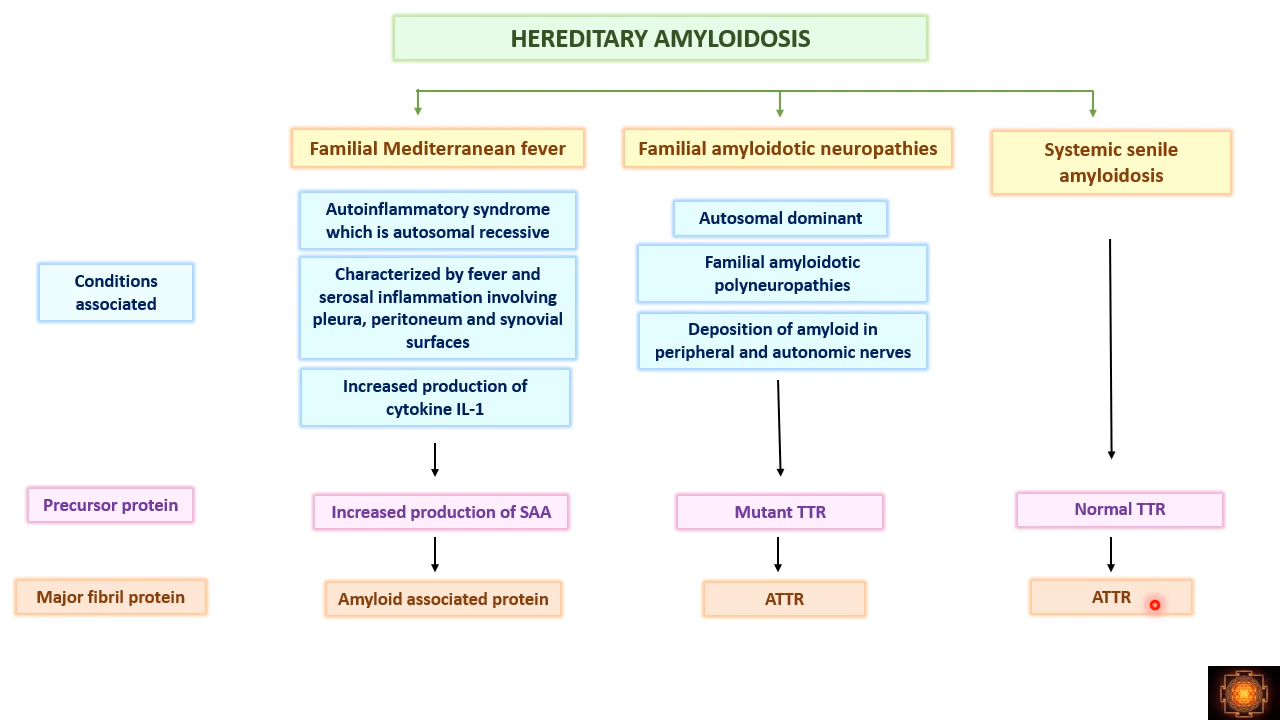 HEREDITARY AMYLOIDOSIS
Familial Mediterranean fever
Familial amyloidotic neuropathies
Systemic senile
amyloidosis
Conditions
associated
Autoinflammatory syndrome
which is autosomal recessive
Characterized by fever and
serosal inflammation involving
pleura, peritoneum and synovial
surfaces
Increased production of
cytokine IL-1
Autosomal dominant
Familial amyloidotic
polyneuropathies
Deposition of amyloid in
peripheral and autonomic nerves
Precursor protein
Increased production of SAA
Mutant TTR
Normal TTR
Major fibril protein
Amyloid associated protein
ATTR
ATTR